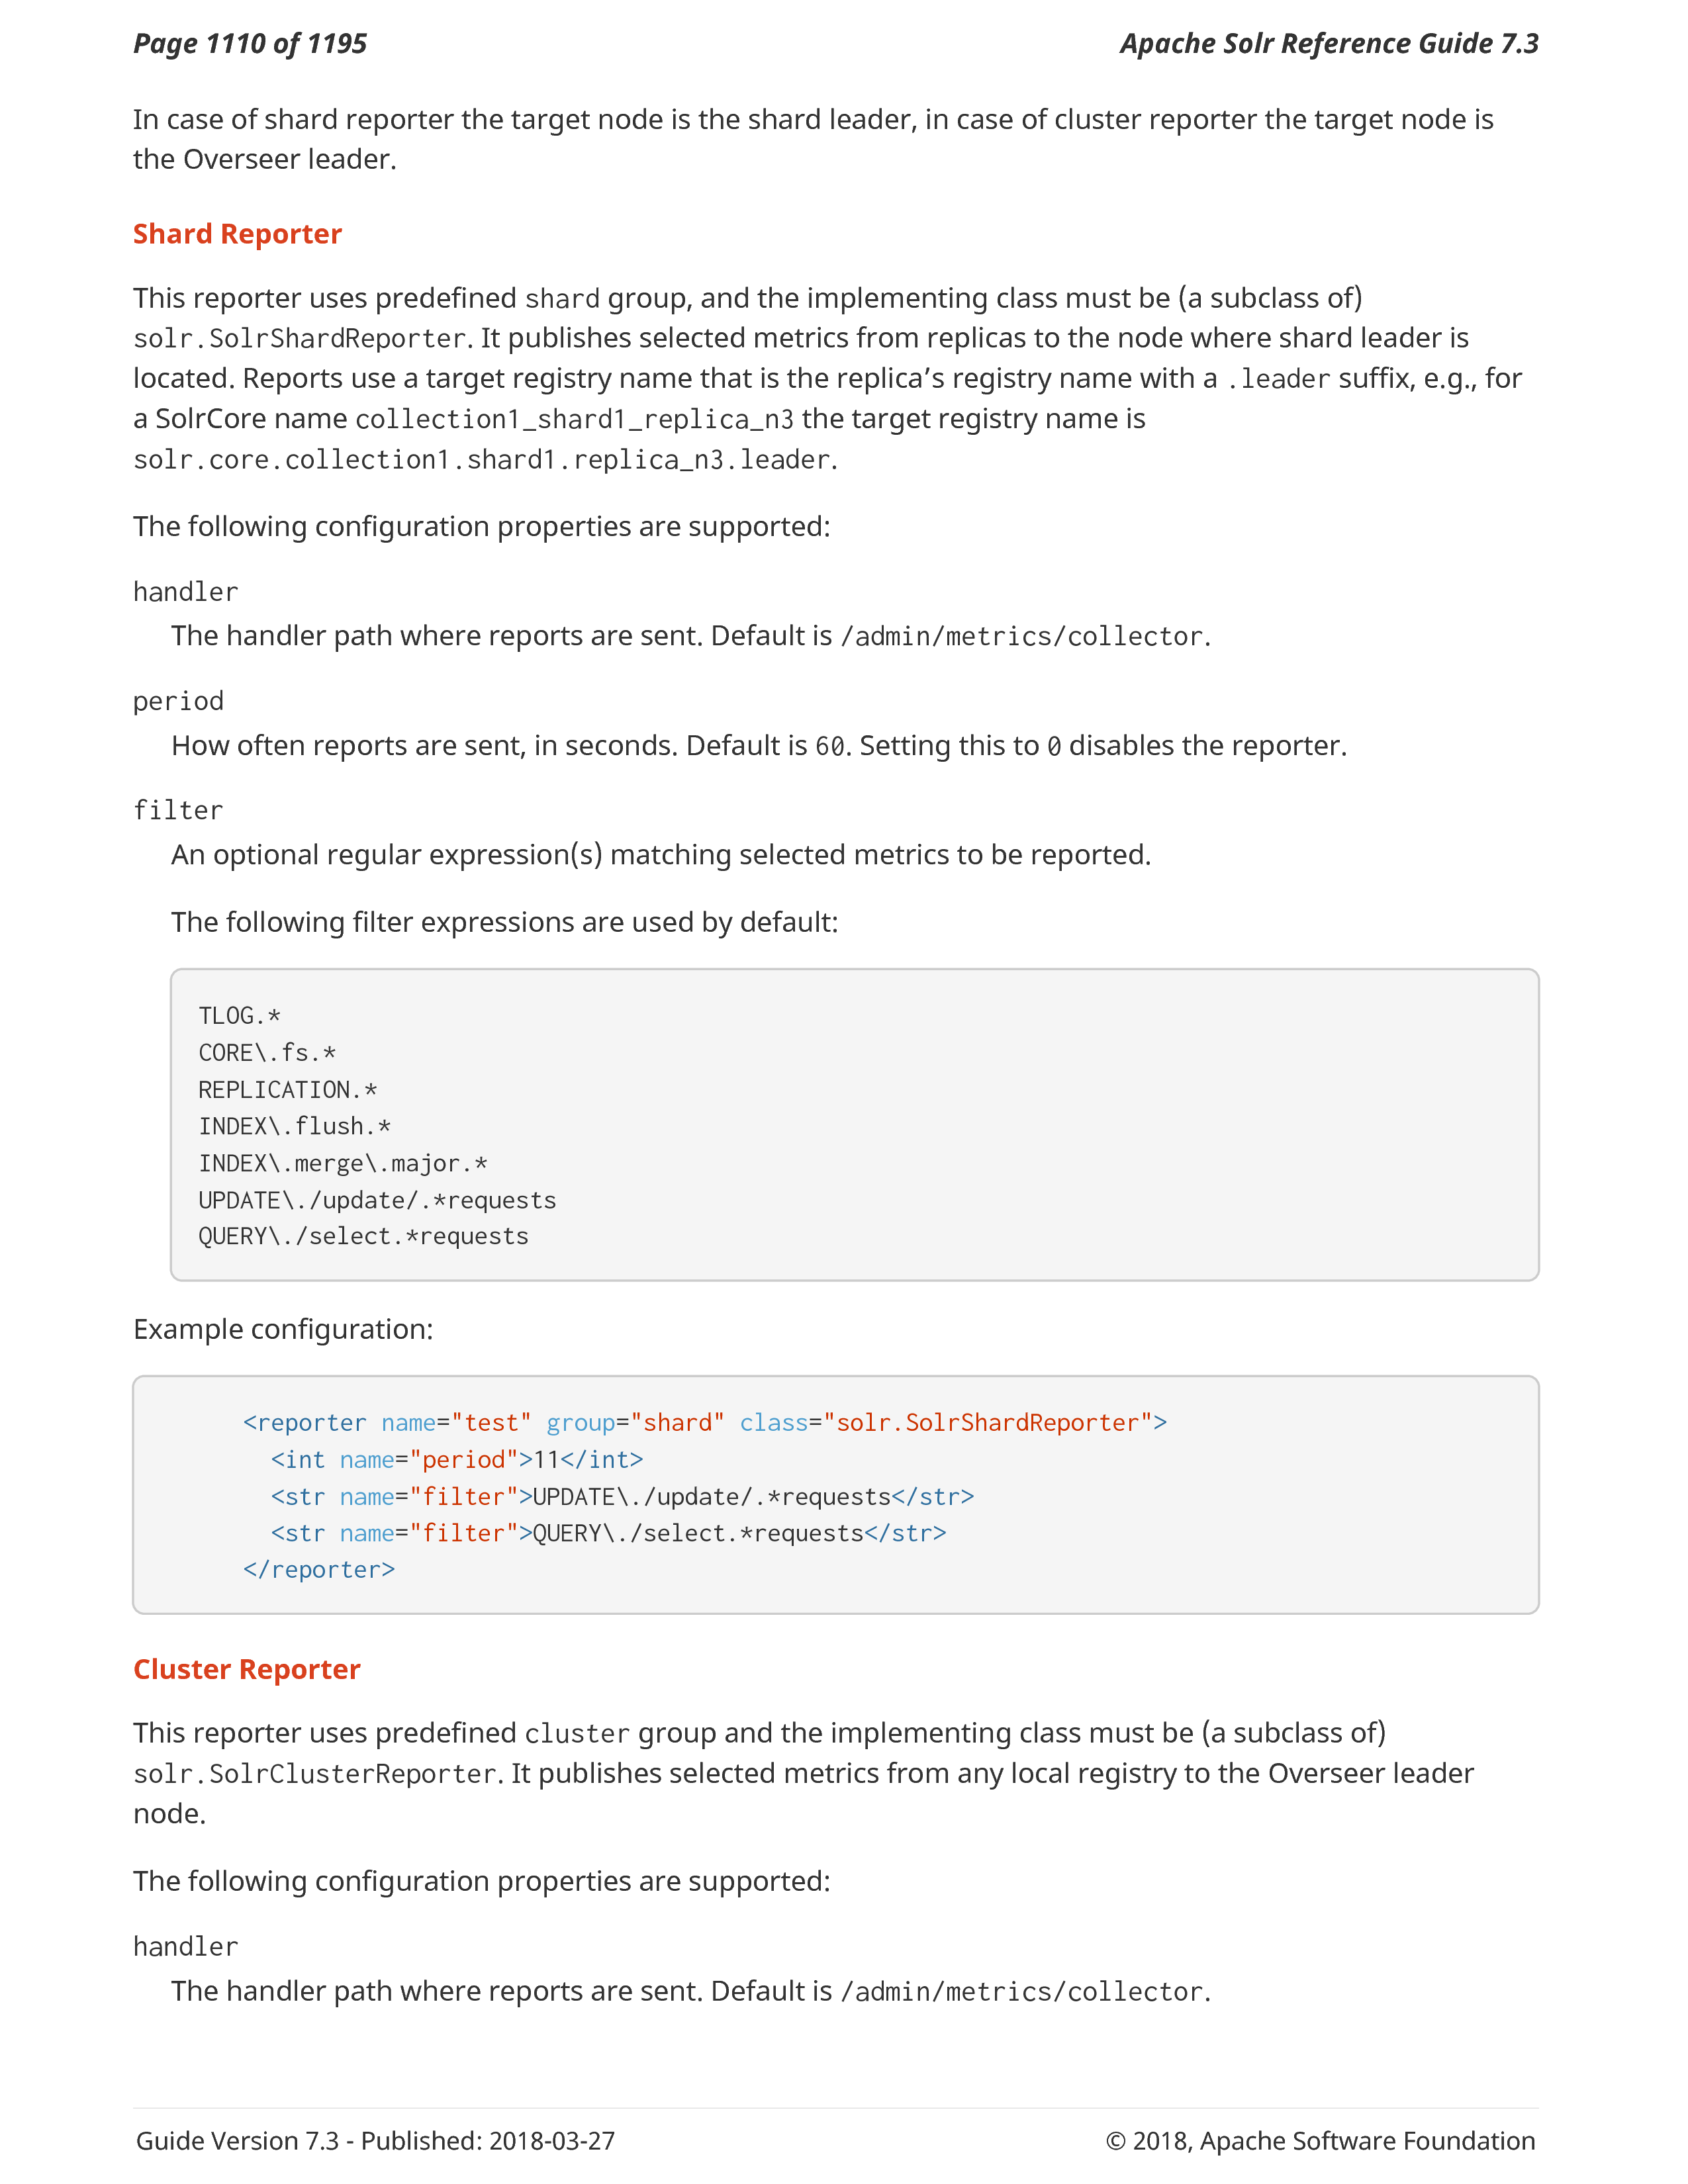 Page 1110 of 1195
Apache Solr Reference Guide 7.3
In case of shard reporter the target node is the shard leader, in case of cluster reporter the target node is
the Overseer leader.
Shard Reporter
This reporter uses predefined shard group, and the implementing class must be (a subclass of)
solr.SolrShardReporter. It publishes selected metrics from replicas to the node where shard leader is
located. Reports use a target registry name that is the replica’s registry name with a .leader suffix, e.g., for
a SolrCore name collection1_shard1_replica_n3 the target registry name is
solr.core.collection1.shard1.replica_n3.leader.
The following configuration properties are supported:
handler
The handler path where reports are sent. Default is /admin/metrics/collector.
period
How often reports are sent, in seconds. Default is 60. Setting this to 0 disables the reporter.
filter
An optional regular expression(s) matching selected metrics to be reported.
The following filter expressions are used by default:
TLOG.*
CORE\.fs.*
REPLICATION.*
INDEX\.flush.*
INDEX\.merge\.major.*
UPDATE\./update/.*requests
QUERY\./select.*requests
Example configuration:
<reporter name="test" group="shard" class="solr.SolrShardReporter">
<int name="period">11</int>
<str name="filter">UPDATE\./update/.*requests</str>
<str name="filter">QUERY\./select.*requests</str>
</reporter>
Cluster Reporter
This reporter uses predefined cluster group and the implementing class must be (a subclass of)
solr.SolrClusterReporter. It publishes selected metrics from any local registry to the Overseer leader
node.
The following configuration properties are supported:
handler
The handler path where reports are sent. Default is /admin/metrics/collector.
Guide Version 7.3 - Published: 2018-03-27
© 2018, Apache Software Foundation